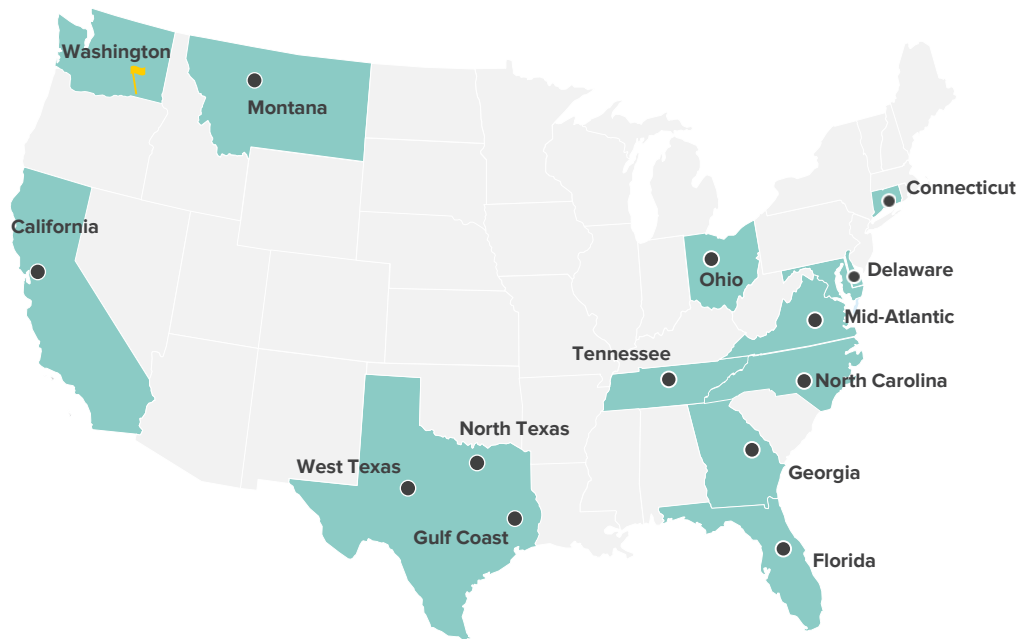 Washington
Montana
Connecticut
California
Delaware
Ohio
Mid-Atlantic
Tennessee
North Carolina
North Texas
West Texas
Georgia
Gulf Coast
Florida